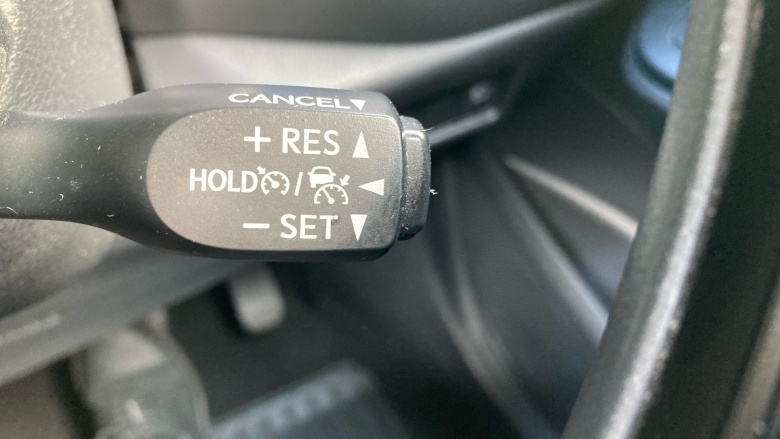 CANCEL▼
+ RES ▲
HOLD / ◀
− SET ▼